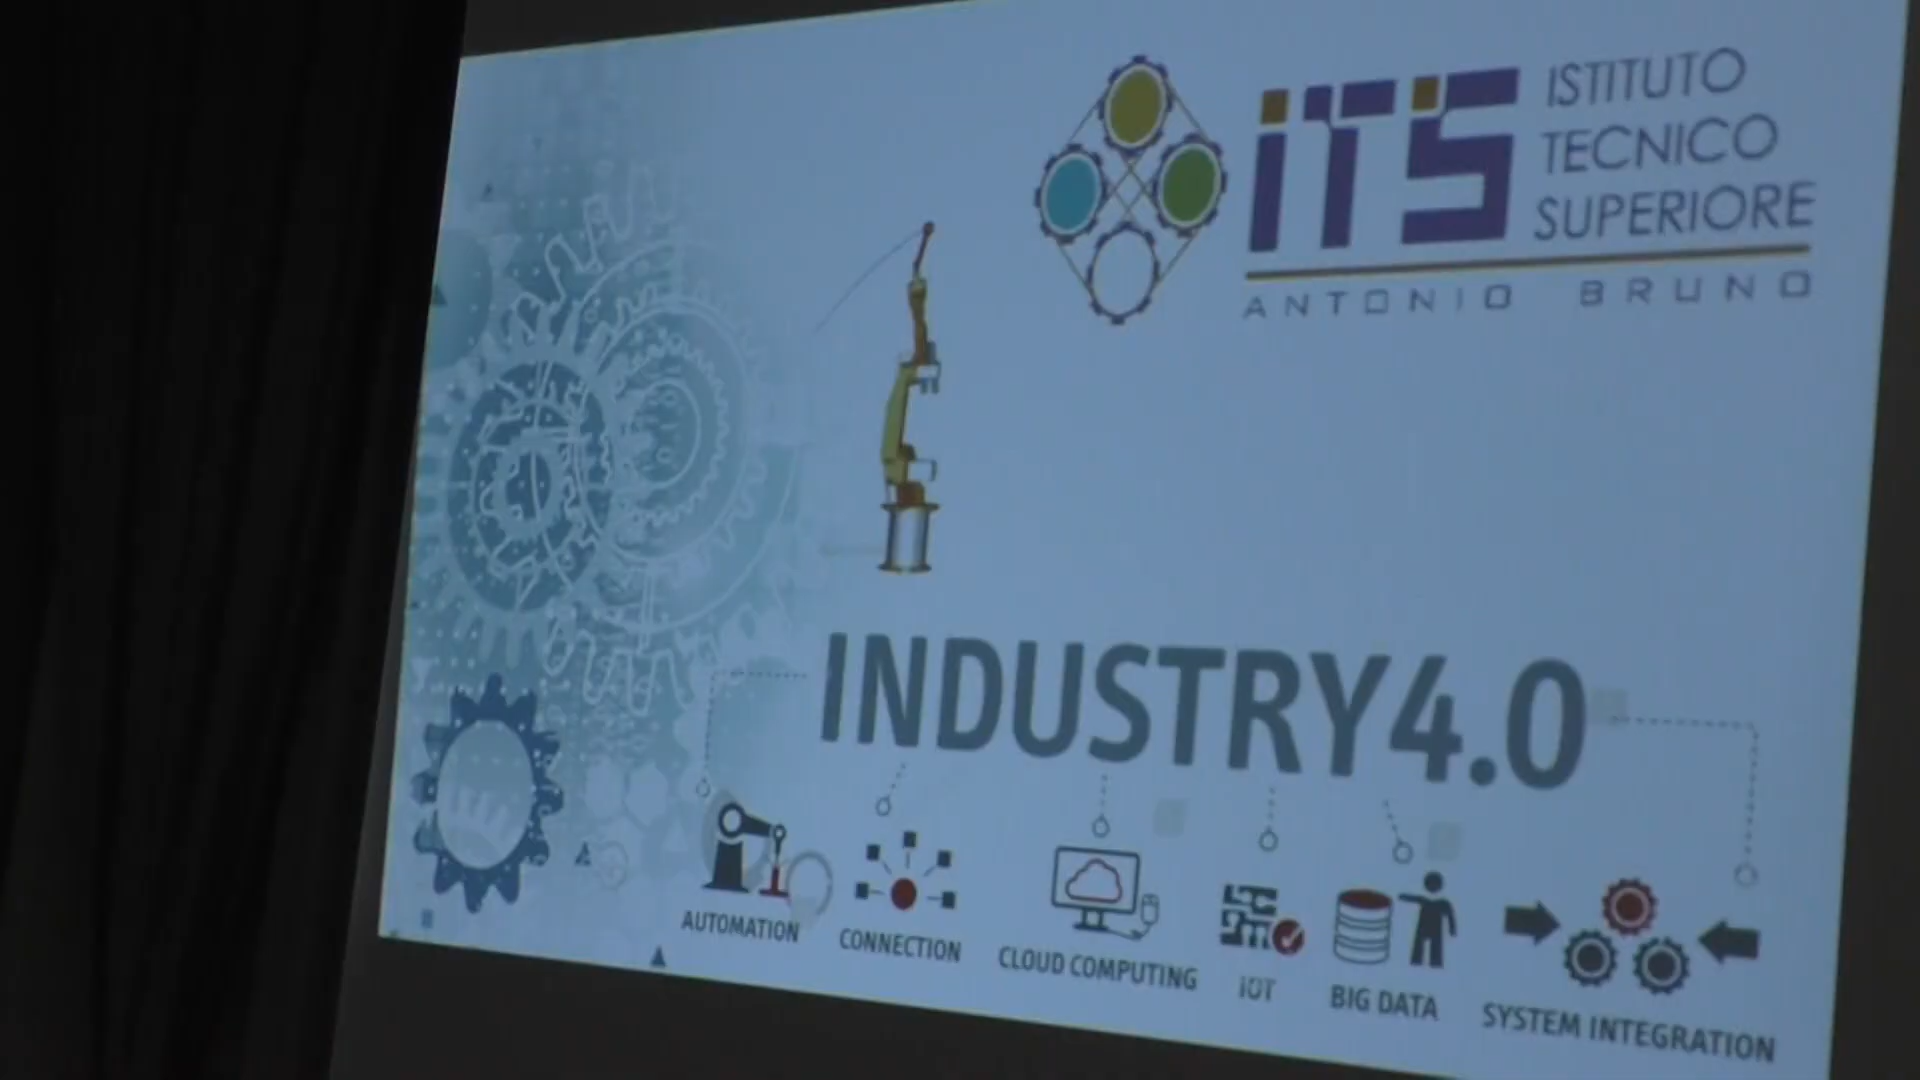 iTS
ISTITUTO
TECNICO
SUPERIORE
ANTONIO BRUNO
INDUSTRY4.0
AUTOMATION
CONNECTION
CLOUD COMPUTING
IOT
BIG DATA
SYSTEM INTEGRATION